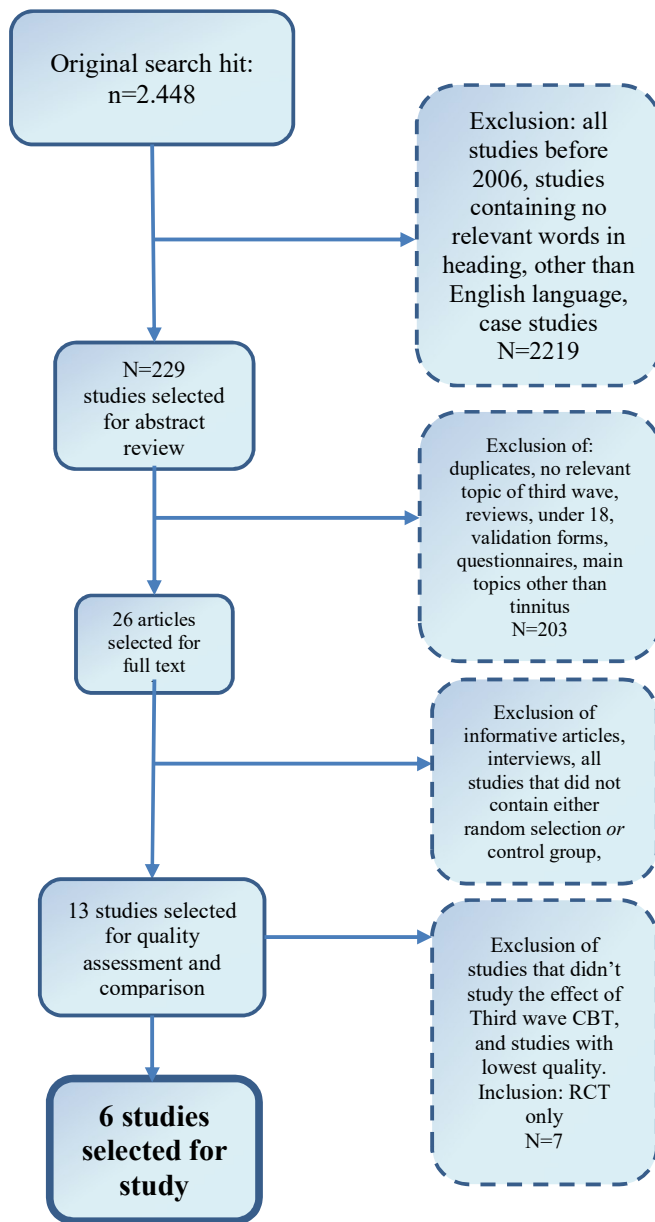 Original search hit:
n=2.448
Exclusion: all
studies before
2006, studies
containing no
relevant words in
heading, other than
English language,
case studies
N=2219
N=229
studies selected
for abstract
review
Exclusion of:
duplicates, no relevant
topic of third wave,
reviews, under 18,
validation forms,
questionnaires, main
topics other than
tinnitus
N=203
26 articles
selected for
full text
Exclusion of
informative articles,
interviews, all
studies that did not
contain either
random selection or
control group,
13 studies selected
for quality
assessment and
comparison
Exclusion of
studies that didn’t
study the effect of
Third wave CBT,
and studies with
lowest quality.
Inclusion: RCT
only
N=7
6 studies
selected for
study